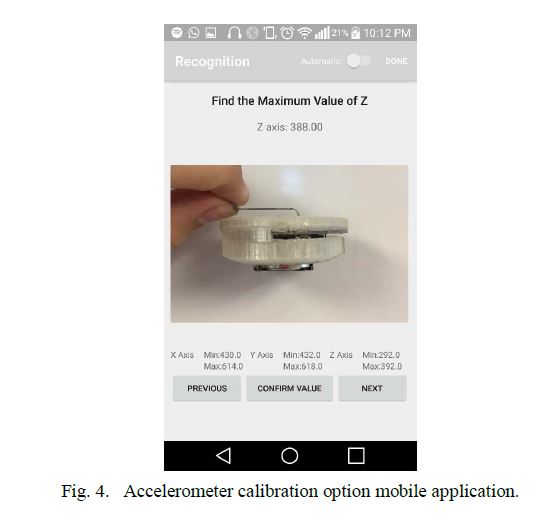 21% 10:12 PM
Recognition Automatic: DONE
Find the Maximum Value of Z
Z axis: 388.00
X Axis Min:430.0 Y Axis Min:432.0 Z Axis Min:292.0
Max:614.0 Max:618.0 Max:392.0
PREVIOUS CONFIRM VALUE NEXT
Fig. 4. Accelerometer calibration option mobile application.